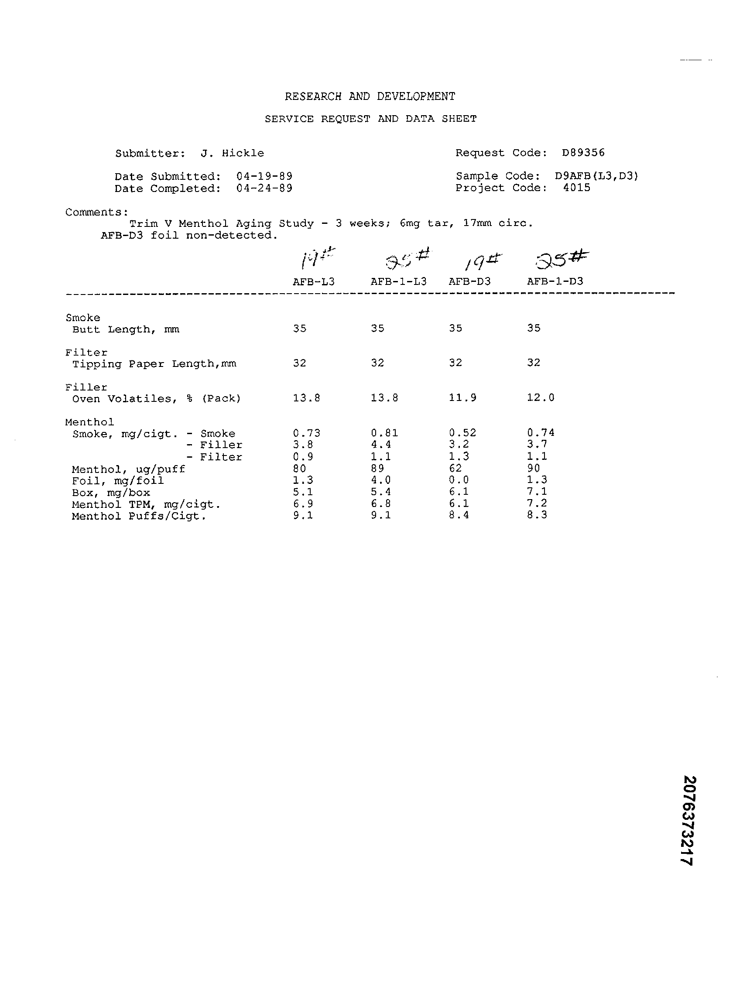 RESEARCH AND DEVELOPMENT
SERVICE REQUEST AND DATA SHEET
Submitter: J. Hickle Request Code: D89356
Date Submitted: 04-19-89 Sample Code: D9AFB(L3,D3)
Date Completed: 04-24-89 Project Code: 4015
Comments:
Trim V Menthol Aging Study - 3 weeks; 6mg tar, 17mm circ.
AFB-D3 foil non-detected.
19# 25# 19# 25#
AFB-L3 AFB-1-L3 AFB-D3 AFB-1-D3
Smoke
Butt Length, mm 35 35 35 35
Filter
Tipping Paper Length,mm 32 32 32 32
Filler
Oven Volatiles, % (Pack) 13.8 13.8 11.9 12.0
Menthol
Smoke, mg/cigt. - Smoke 0.73 0.81 0.52 0.74
- Filler 3.8 4.4 3.2 3.7
- Filter 0.9 1.1 1.3 1.1
Menthol, ug/puff 80 89 62 90
Foil, mg/foil 1.3 4.0 0.0 1.3
Box, mg/box 5.1 5.4 6.1 7.1
Menthol TPM, mg/cigt. 6.9 6.8 6.1 7.2
Menthol Puffs/Cigt. 9.1 9.1 8.4 8.3
2076373217